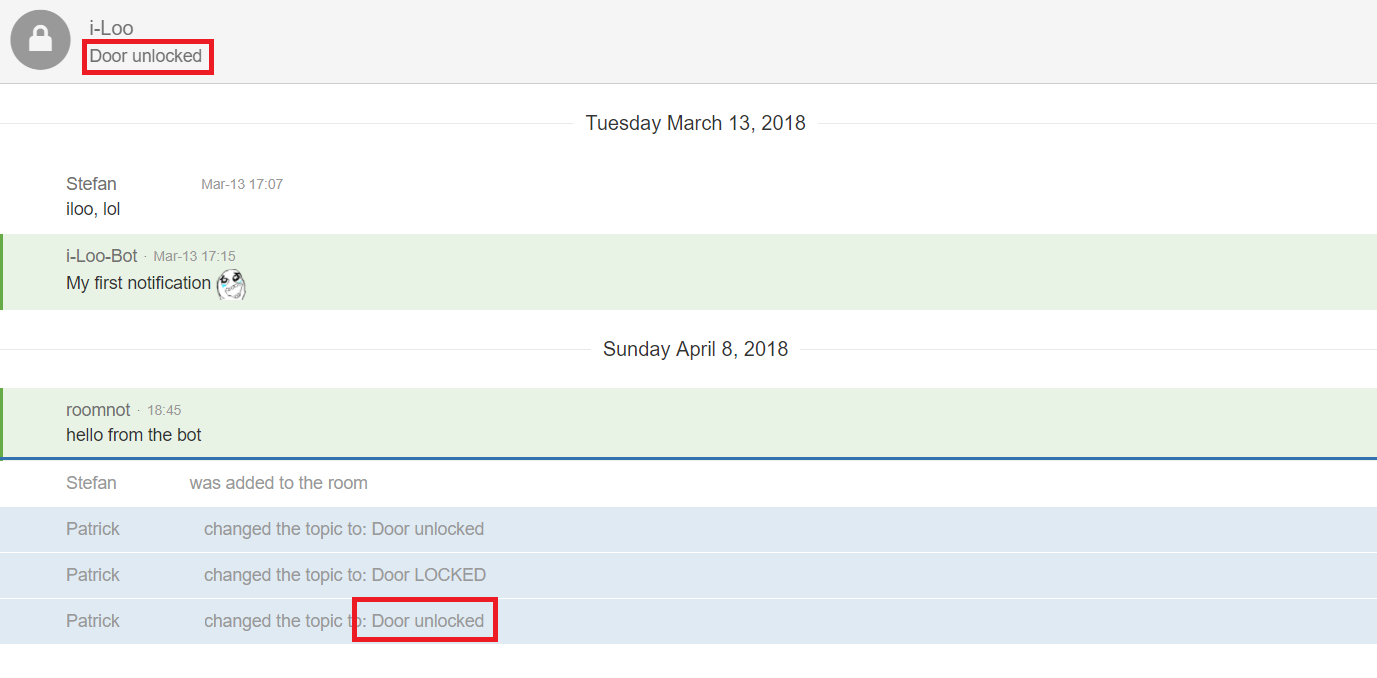 i-Loo
Door unlocked
Tuesday March 13, 2018
Stefan Mar-13 17:07
iloo, lol
i-Loo-Bot · Mar-13 17:15
My first notification
Sunday April 8, 2018
roomnot · 18:45
hello from the bot
Stefan was added to the room
Patrick changed the topic to: Door unlocked
Patrick changed the topic to: Door LOCKED
Patrick changed the topic to: Door unlocked